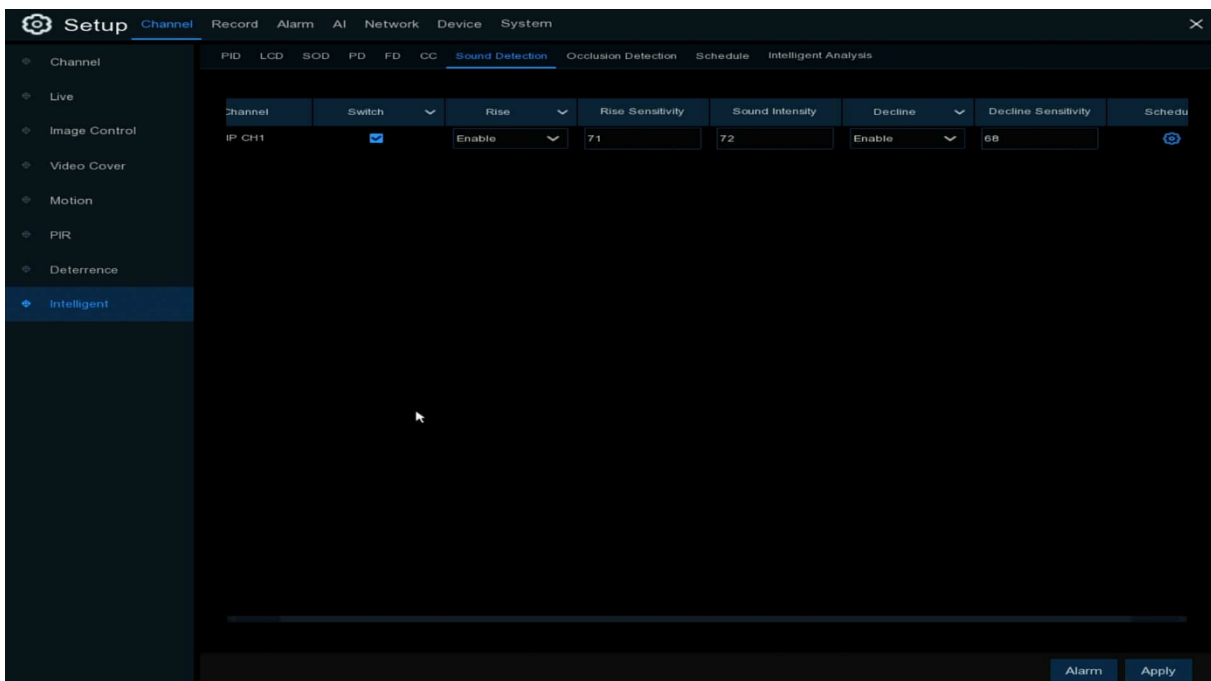 Setup Channel Record Alarm AI Network Device System
PID LCD SOD PD FD CC Sound Detection Occlusion Detection Schedule Intelligent Analysis
Channel
Live
Image Control
Video Cover
Motion
PIR
Deterrence
Intelligent
Channel Switch Rise Rise Sensitivity Sound Intensity Decline Decline Sensitivity Schedu
IP CH1 Enable 71 72 Enable 68
Alarm Apply